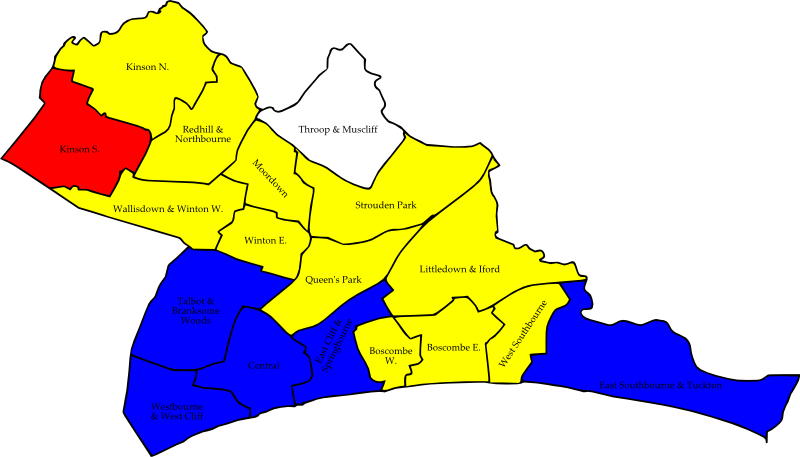 Kinson N.
Redhill &
Northbourne
Throop & Muscliff
Kinson S.
Moordown
Strouden Park
Wallisdown & Winton W.
Winton E.
Queen's Park
Littledown & Iford
Talbot &
Branksome
Woods
East Cliff &
Springbourne
West Southbourne
Boscombe
W.
Boscombe E.
Central
East Southbourne & Tuckton
Westbourne
& West Cliff